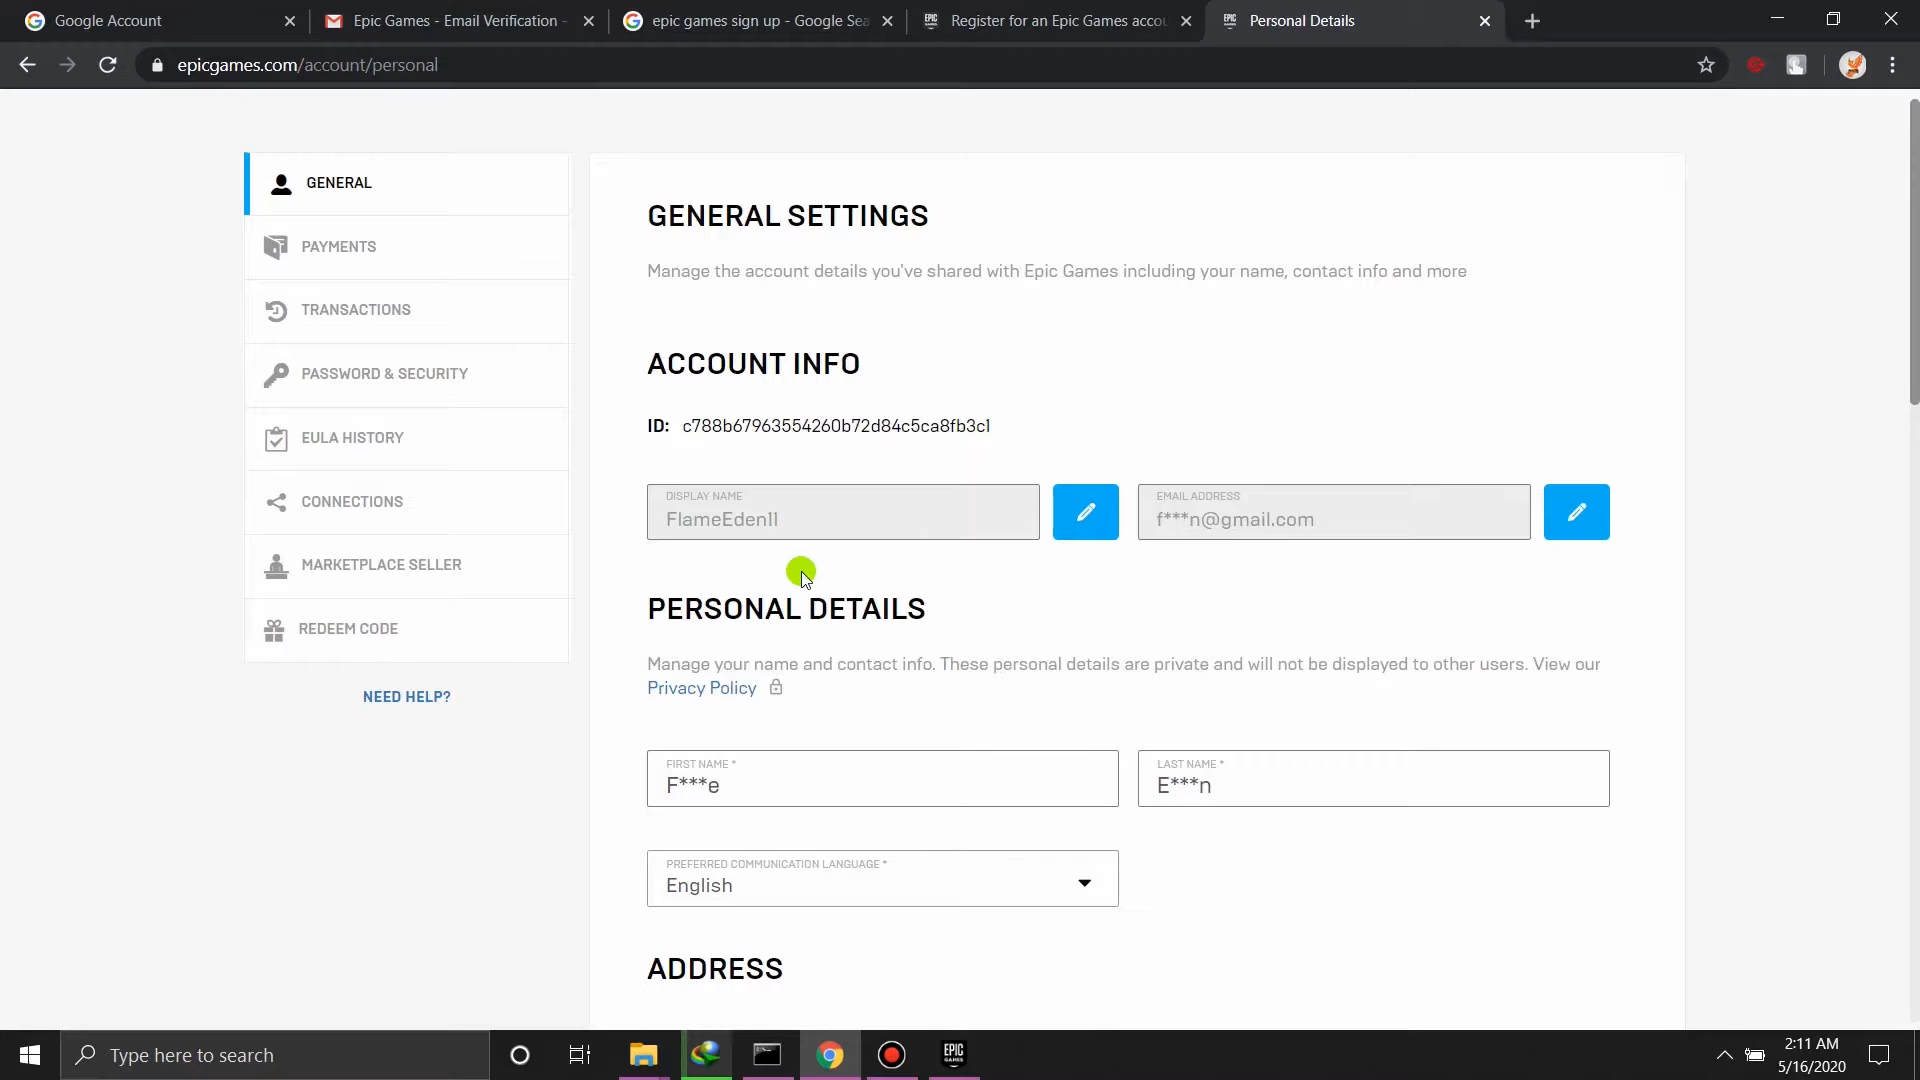 Google Account
Epic Games - Email Verification -
epic games sign up - Google Sea
Register for an Epic Games accou
Personal Details
epicgames.com/account/personal
GENERAL
PAYMENTS
TRANSACTIONS
PASSWORD & SECURITY
EULA HISTORY
CONNECTIONS
MARKETPLACE SELLER
REDEEM CODE
NEED HELP?
GENERAL SETTINGS
Manage the account details you've shared with Epic Games including your name, contact info and more
ACCOUNT INFO
ID: c788b67963554260b72d84c5ca8fb3c1
DISPLAY NAME
FlameEden11
EMAIL ADDRESS
f***n@gmail.com
PERSONAL DETAILS
Manage your name and contact info. These personal details are private and will not be displayed to other users. View our
Privacy Policy
FIRST NAME *
F***e
LAST NAME *
E***n
PREFERRED COMMUNICATION LANGUAGE *
English
ADDRESS
Type here to search
EPIC
GAMES
2:11 AM
5/16/2020